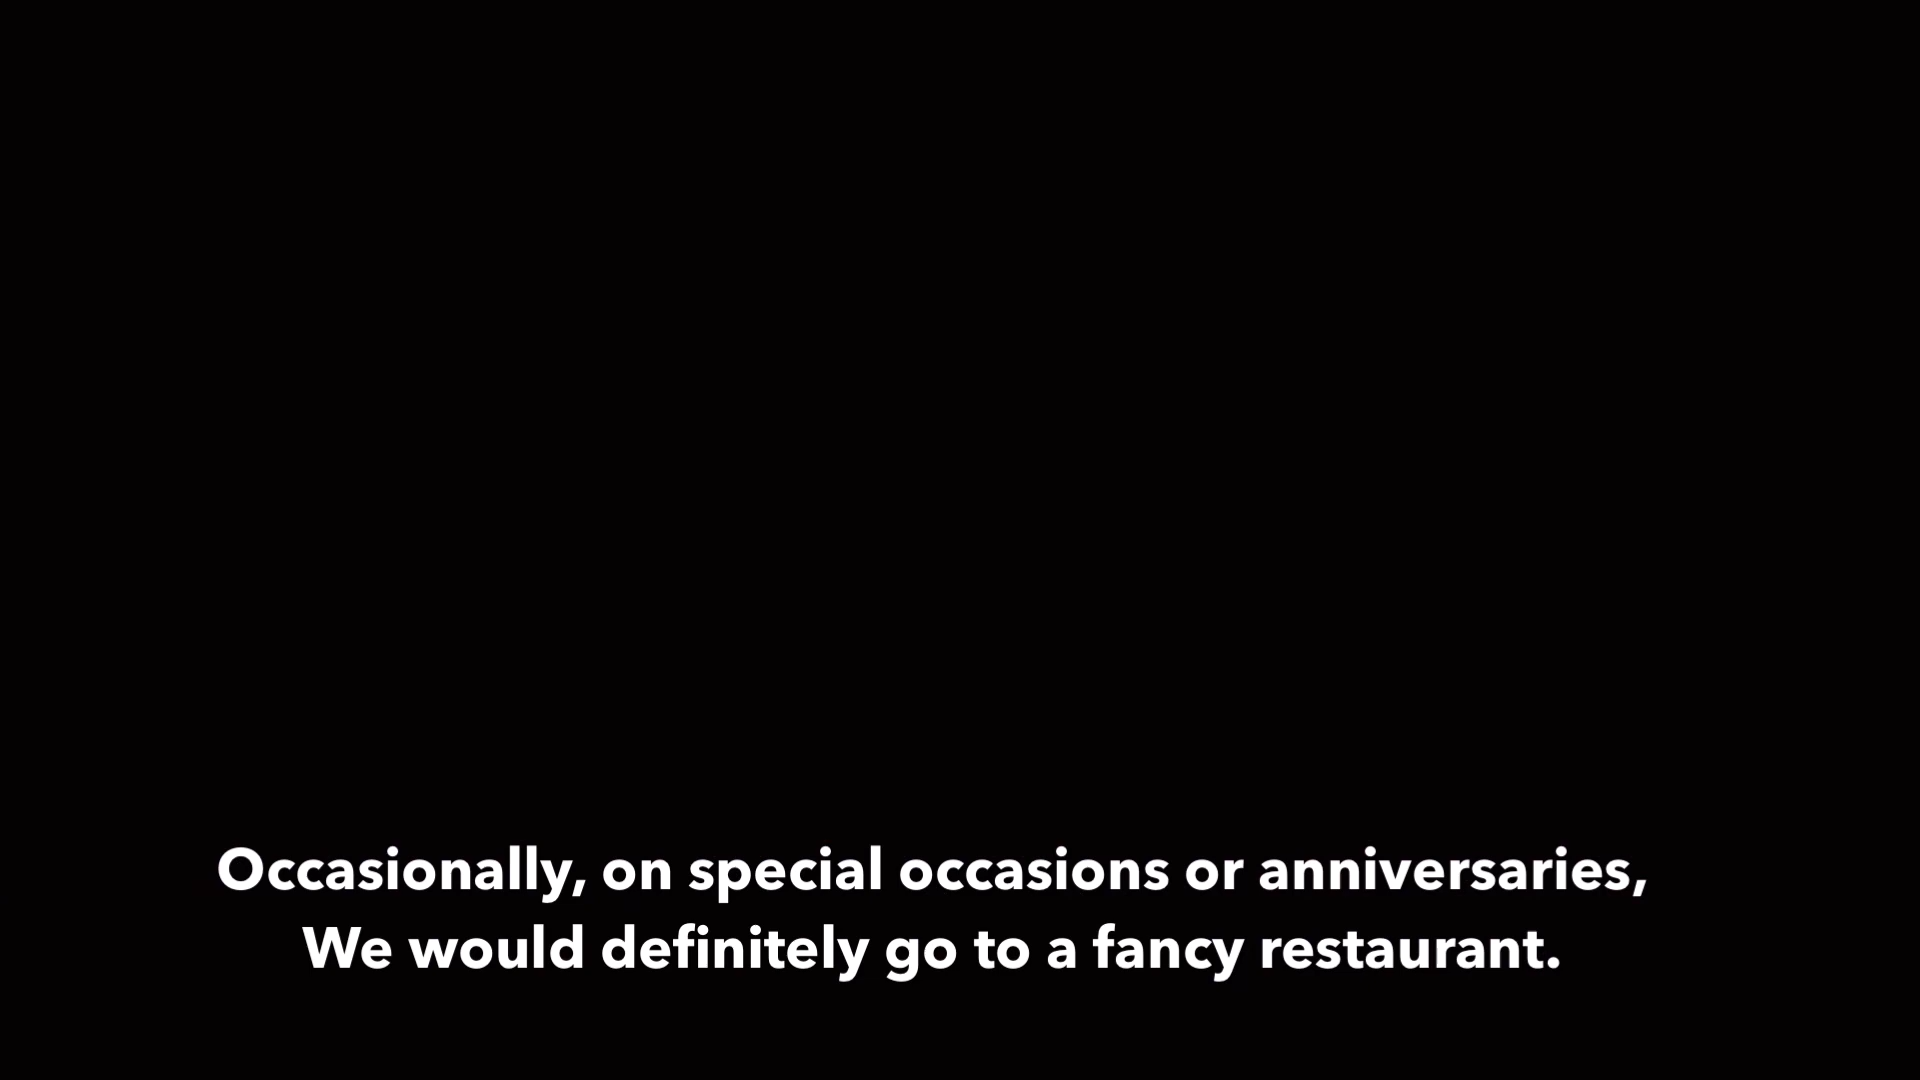 Occasionally, on special occasions or anniversaries,
We would definitely go to a fancy restaurant.